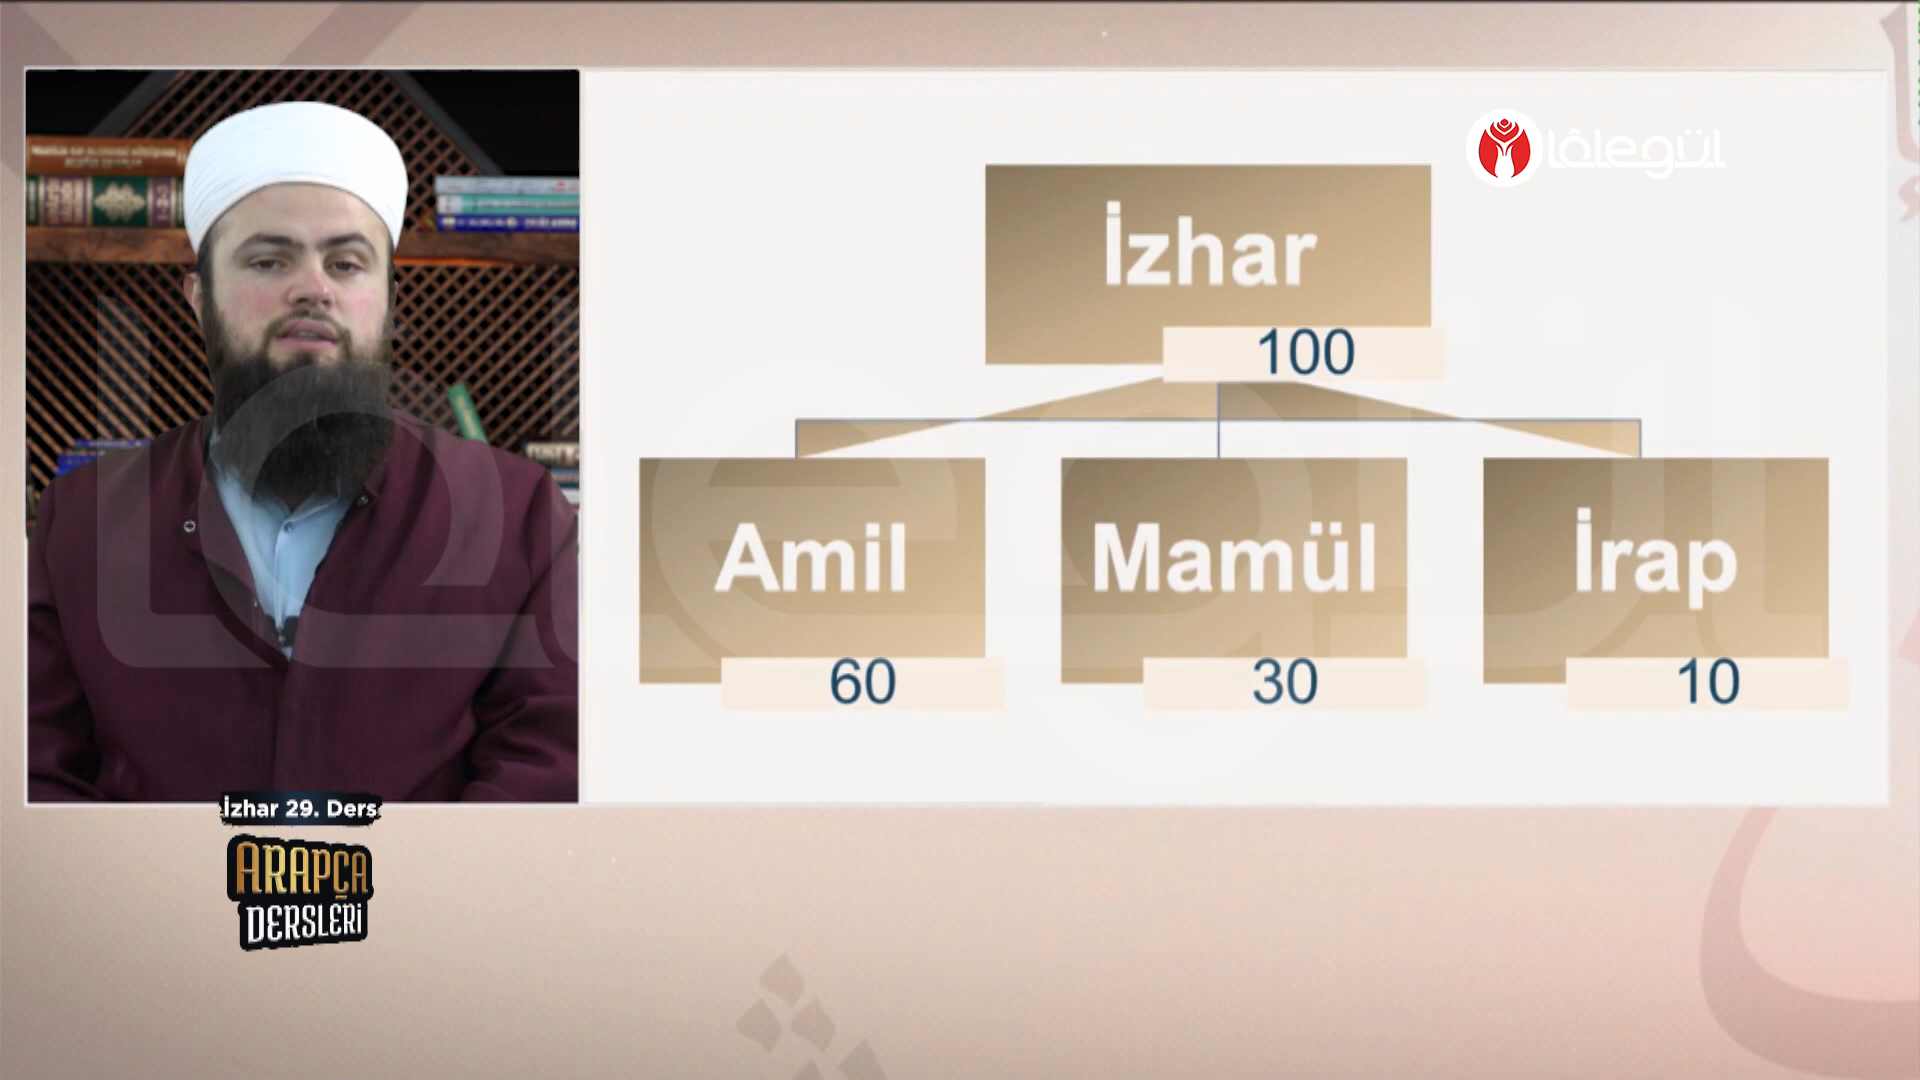 lâlegül
İzhar
100
Amil
Mamül
İrap
60
30
10
İzhar 29. Ders
ARAPÇA
DERSLERİ